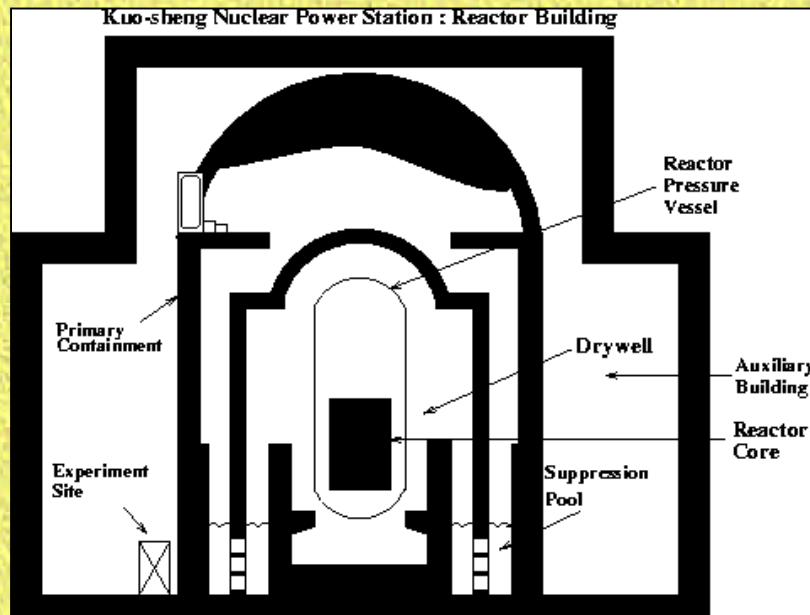 Kuo-sheng Nuclear Power Station : Reactor Building
Reactor
Pressure
Vessel
Primary
Containment
Drywell
Auxiliary
Building
Reactor
Core
Experiment
Site
Suppression
Pool